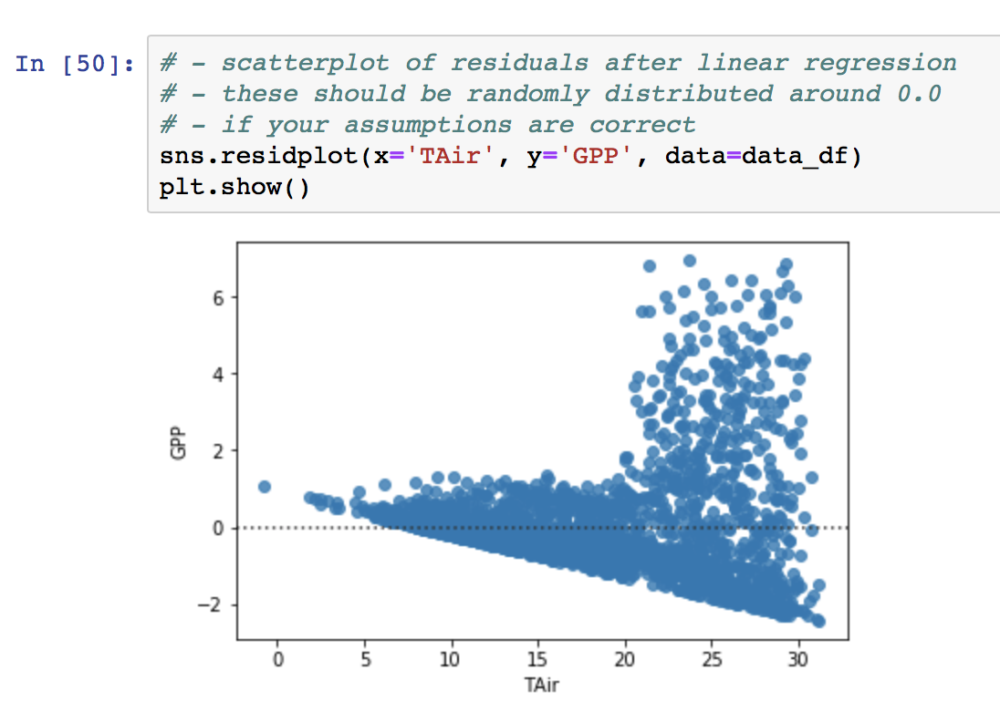 In [50]:
# - scatterplot of residuals after linear regression
# - these should be randomly distributed around 0.0
# - if your assumptions are correct
sns.residplot(x='TAir', y='GPP', data=data_df)
plt.show()
6
4
GPP
2
0
−2
0 5 10 15 20 25 30
TAir